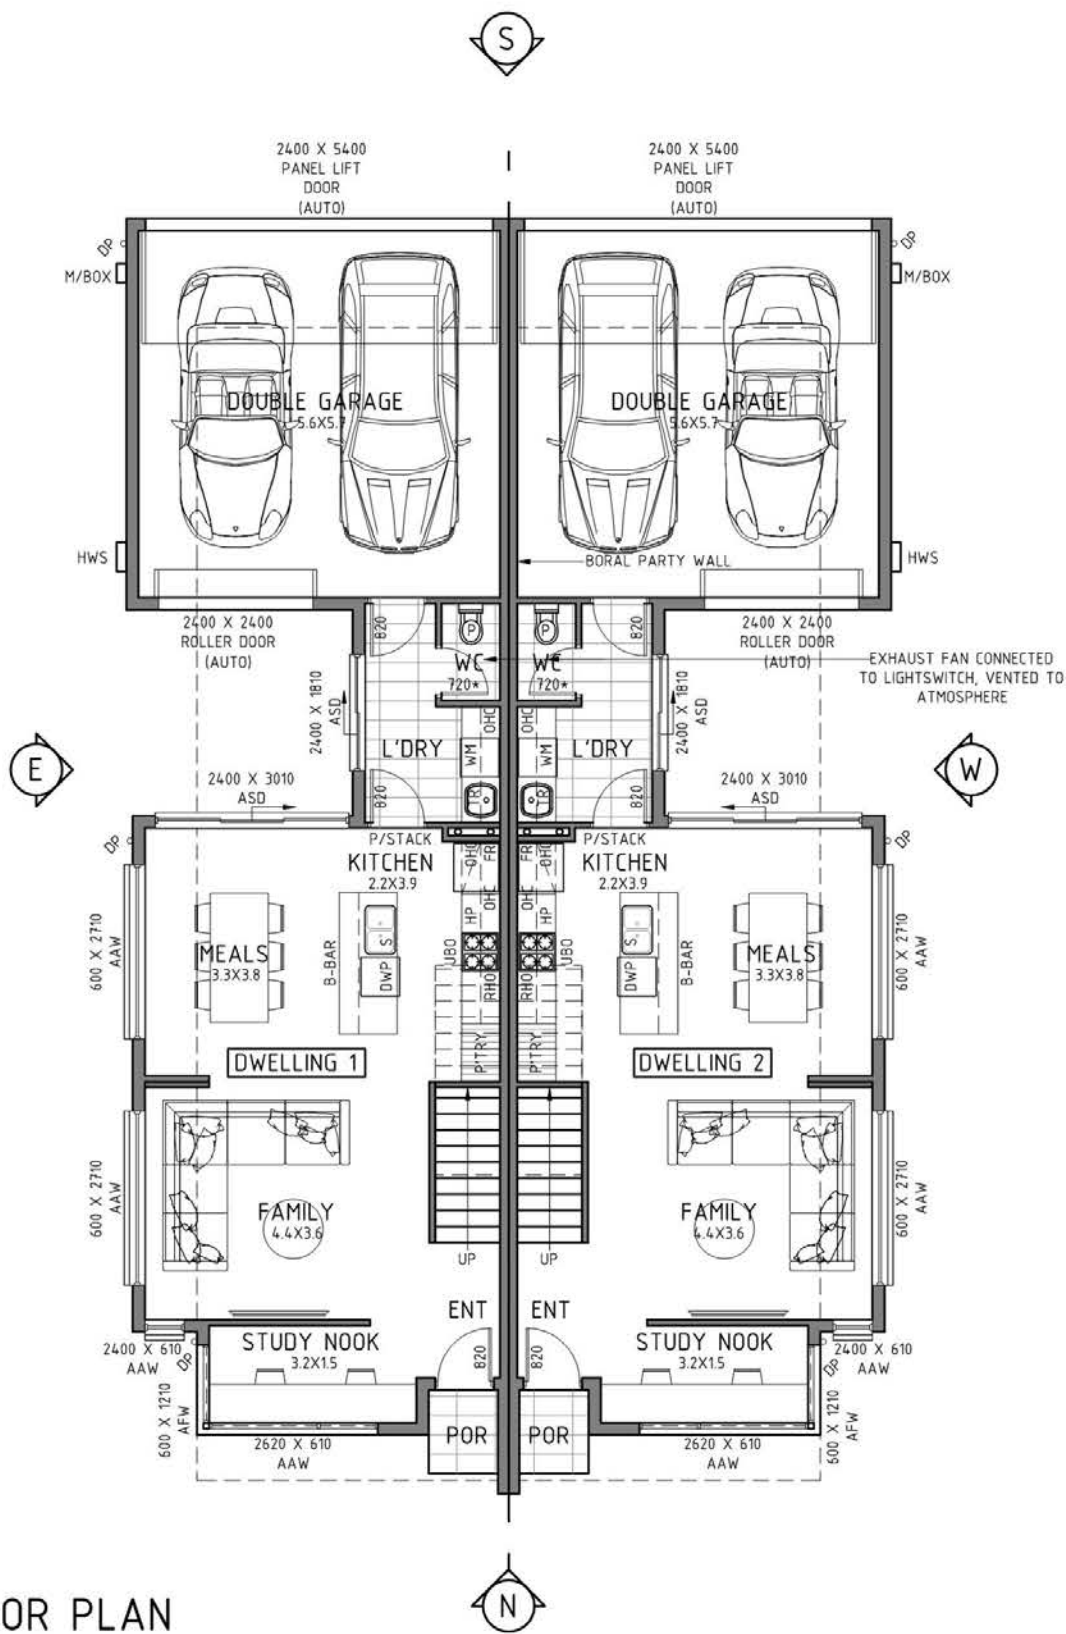 S
2400 X 5400
PANEL LIFT
DOOR
(AUTO)
2400 X 5400
PANEL LIFT
DOOR
(AUTO)
DP
M/BOX
DP
M/BOX
DOUBLE GARAGE
5.6X5.7
DOUBLE GARAGE
5.6X5.7
HWS
BORAL PARTY WALL
HWS
2400 X 2400
ROLLER DOOR
(AUTO)
820
P
WC
720*
P
WC
720*
820
2400 X 2400
ROLLER DOOR
(AUTO)
EXHAUST FAN CONNECTED
TO LIGHTSWITCH, VENTED TO
ATMOSPHERE
2400 X 1810
ASD
2400 X 1810
ASD
OHC
OHC
L'DRY
WM
WM
L'DRY
E
W
2400 X 3010
ASD
820
TR
TR
820
2400 X 3010
ASD
DP
P/STACK
KITCHEN
2.2X3.9
OHC
FR
FR
OHC
P/STACK
KITCHEN
2.2X3.9
DP
600 X 2710
AAW
MEALS
3.3X3.8
B-BAR
S
DWP
UBO
HP
OHC
RHO
P'TRY
OHC
HP
RHO
UBO
P'TRY
S
DWP
B-BAR
MEALS
3.3X3.8
600 X 2710
AAW
DWELLING 1
DWELLING 2
600 X 2710
AAW
FAMILY
4.4X3.6
FAMILY
4.4X3.6
600 X 2710
AAW
UP
UP
ENT
ENT
2400 X 610
AAW
DP
STUDY NOOK
3.2X1.5
820
820
STUDY NOOK
3.2X1.5
DP
2400 X 610
AAW
600 X 1210
AFW
600 X 1210
AFW
2620 X 610
AAW
POR
POR
2620 X 610
AAW
N
OR PLAN